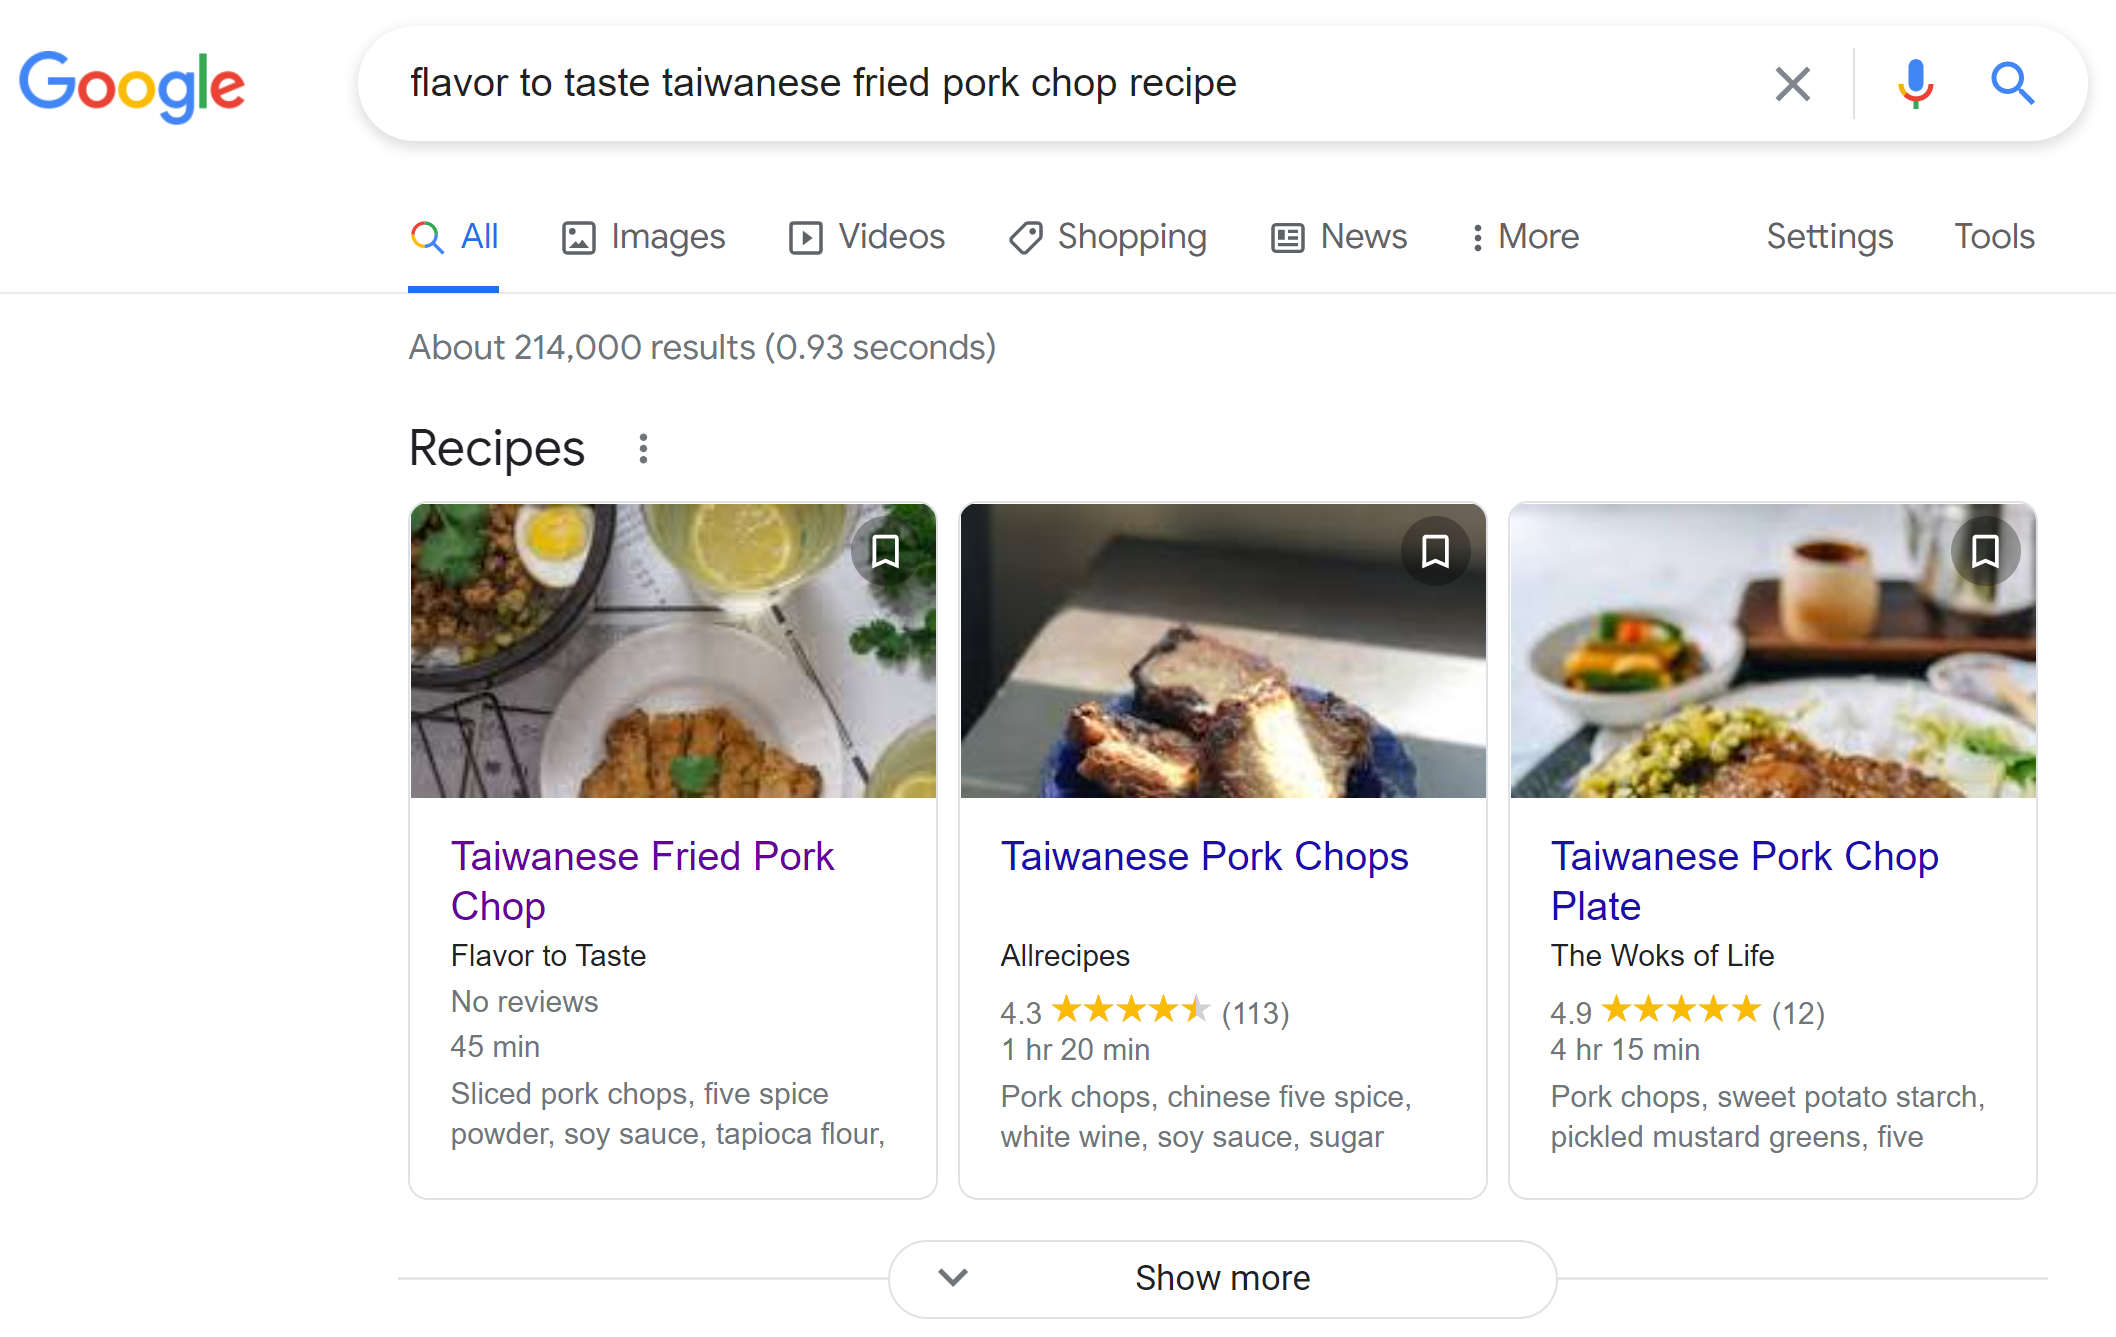 Google
flavor to taste taiwanese fried pork chop recipe
All Images Videos Shopping News More Settings Tools
About 214,000 results (0.93 seconds)
Recipes
Taiwanese Fried Pork
Chop
Flavor to Taste
No reviews
45 min
Sliced pork chops, five spice
powder, soy sauce, tapioca flour,
Taiwanese Pork Chops
Allrecipes
4.3 (113)
1 hr 20 min
Pork chops, chinese five spice,
white wine, soy sauce, sugar
Taiwanese Pork Chop
Plate
The Woks of Life
4.9 (12)
4 hr 15 min
Pork chops, sweet potato starch,
pickled mustard greens, five
Show more